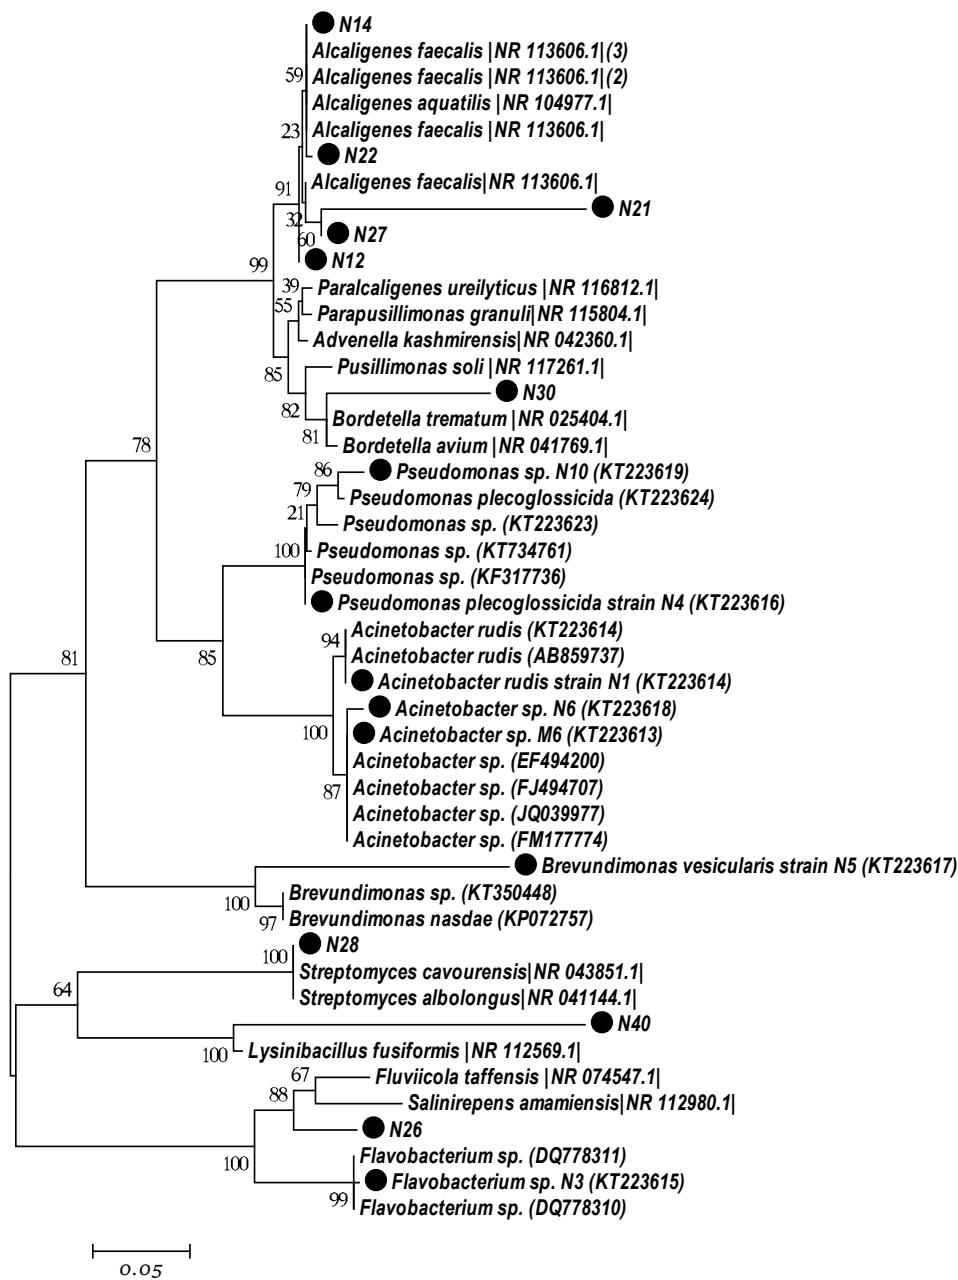 N14
Alcaligenes faecalis |NR 113606.1|(3)
59
Alcaligenes faecalis |NR 113606.1|(2)
Alcaligenes aquatilis |NR 104977.1|
23
Alcaligenes faecalis |NR 113606.1|
N22
91
Alcaligenes faecalis|NR 113606.1|
N21
32
N27
60
N12
99
39
Paralcaligenes ureilyticus |NR 116812.1|
55
Parapusillimonas granuli|NR 115804.1|
Advenella kashmirensis|NR 042360.1|
Pusillimonas soli |NR 117261.1|
85
N30
82
Bordetella trematum |NR 025404.1|
81
Bordetella avium |NR 041769.1|
78
86
Pseudomonas sp. N10 (KT223619)
79
Pseudomonas plecoglossicida (KT223624)
21
Pseudomonas sp. (KT223623)
100
Pseudomonas sp. (KT734761)
Pseudomonas sp. (KF317736)
Pseudomonas plecoglossicida strain N4 (KT223616)
Acinetobacter rudis (KT223614)
94
81
85
Acinetobacter rudis (AB859737)
Acinetobacter rudis strain N1 (KT223614)
Acinetobacter sp. N6 (KT223618)
100
Acinetobacter sp. M6 (KT223613)
Acinetobacter sp. (EF494200)
87
Acinetobacter sp. (FJ494707)
Acinetobacter sp. (JQ039977)
Acinetobacter sp. (FM177774)
Brevundimonas vesicularis strain N5 (KT223617)
100
Brevundimonas sp. (KT350448)
97
Brevundimonas nasdae (KP072757)
N28
100
Streptomyces cavourensis|NR 043851.1|
64
Streptomyces albolongus|NR 041144.1|
N40
100
Lysinibacillus fusiformis |NR 112569.1|
67
Fluviicola taffensis |NR 074547.1|
88
Salinirepens amamiensis|NR 112980.1|
N26
100
Flavobacterium sp. (DQ778311)
Flavobacterium sp. N3 (KT223615)
99
Flavobacterium sp. (DQ778310)
0.05